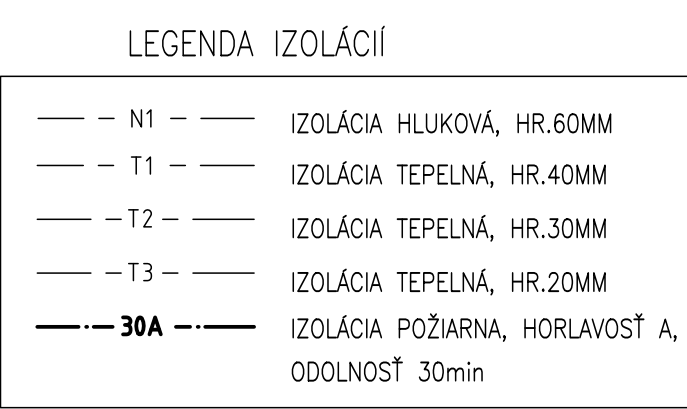 LEGENDA IZOLÁCIÍ
N1 IZOLÁCIA HLUKOVÁ, HR.60MM
T1 IZOLÁCIA TEPELNÁ, HR.40MM
T2 IZOLÁCIA TEPELNÁ, HR.30MM
T3 IZOLÁCIA TEPELNÁ, HR.20MM
30A IZOLÁCIA POŽIARNA, HORLAVOSŤ A,
ODOLNOSŤ 30min